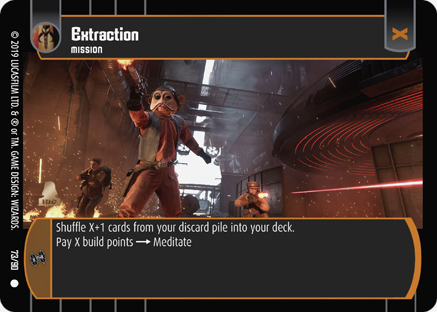 Extraction
MISSION
X
Shuffle X+1 cards from your discard pile into your deck.
Pay X build points → Meditate
© 2019 LUCASFILM LTD. & ® or TM. GAME DESIGN, WIZARDS. 73/90